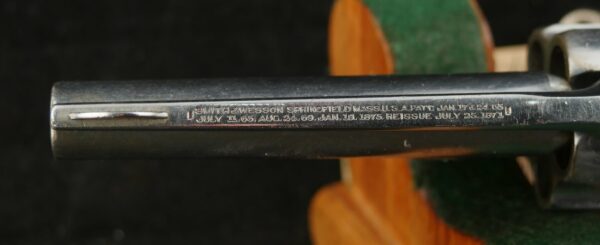 SMITH & WESSON SPRINGFIELD MASS. U.S.A. PAT'D JAN. 17 & 24. 65
JULY 11. 65. AUG. 24. 69. JAN. 19. 1875. REISSUE JULY 25. 1871